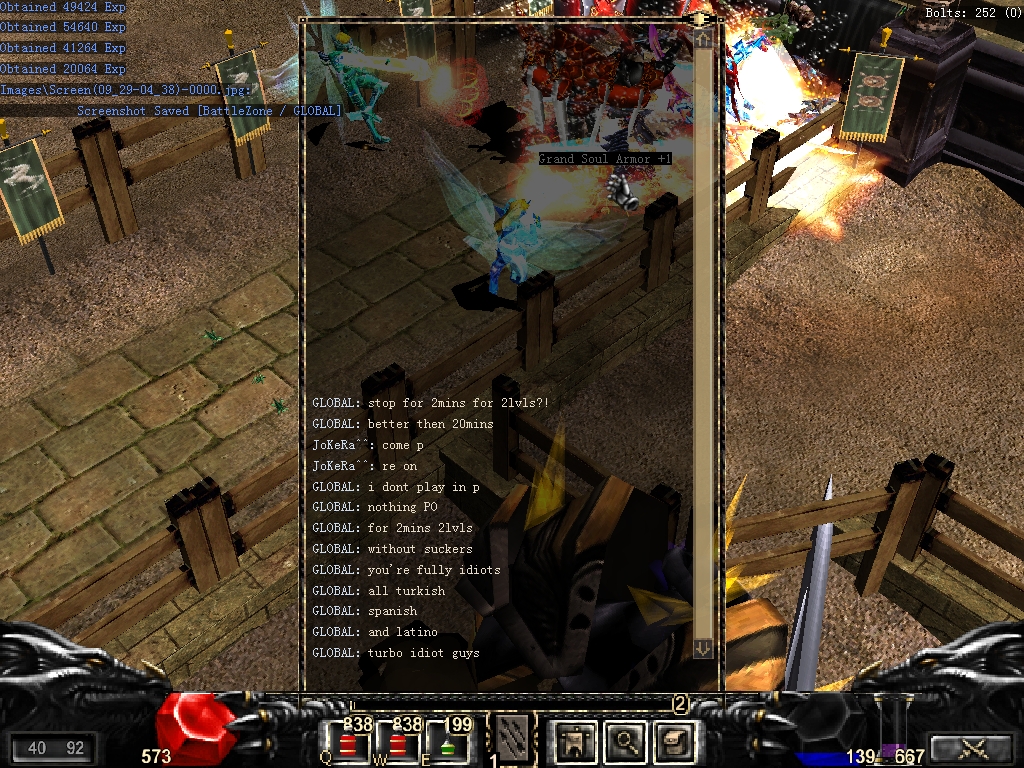 Obtained 49424 Exp
Obtained 54640 Exp
Obtained 41264 Exp
Obtained 20064 Exp
Images\Screen(09_29-04_38)-0000.jpg:
Screenshot Saved [BattleZone / GLOBAL]
Bolts: 252 (0)
Grand Soul Armor +1
GLOBAL: stop for 2mins for 2lvls?!
GLOBAL: better then 20mins
JoKeRa^^: come p
JoKeRa^^: re on
GLOBAL: i dont play in p
GLOBAL: nothing PO
GLOBAL: for 2mins 2lvls
GLOBAL: without suckers
GLOBAL: you're fully idiots
GLOBAL: all turkish
GLOBAL: spanish
GLOBAL: and latino
GLOBAL: turbo idiot guys
2
838 838 199
Q W E 1
40 92
573
139 667